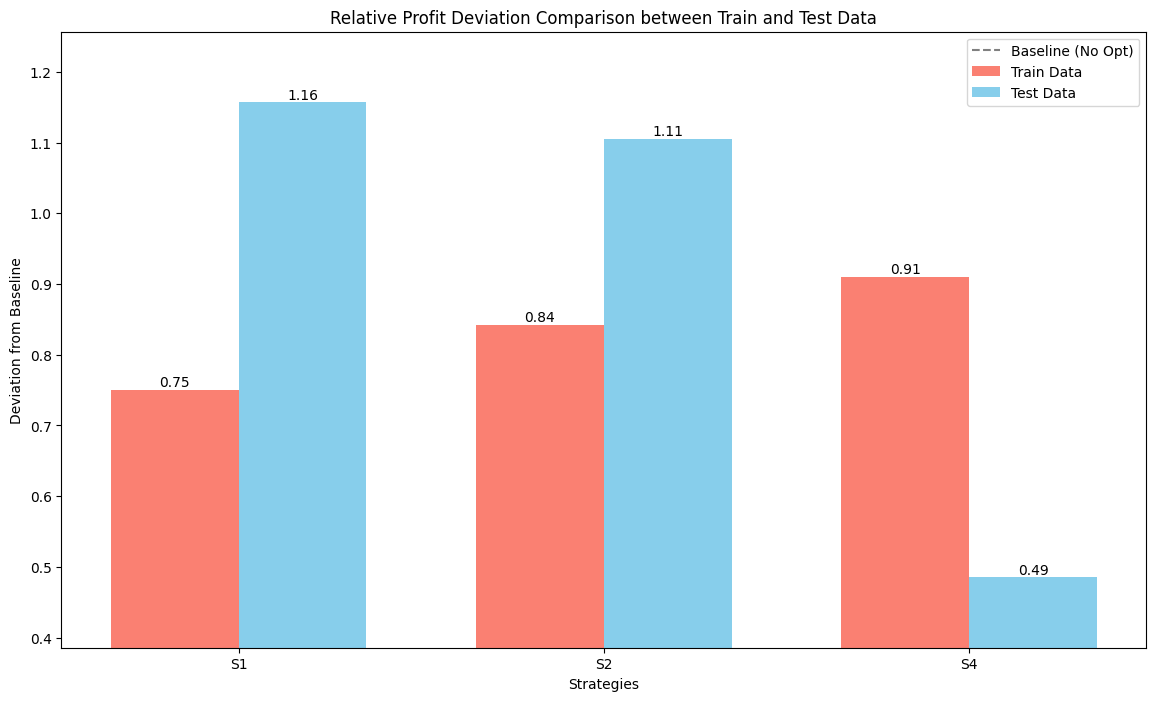 Relative Profit Deviation Comparison between Train and Test Data
Baseline (No Opt)
Train Data
Test Data
Deviation from Baseline
1.2
1.1
1.0
0.9
0.8
0.7
0.6
0.5
0.4
0.75
1.16
0.84
1.11
0.91
0.49
S1
S2
S4
Strategies